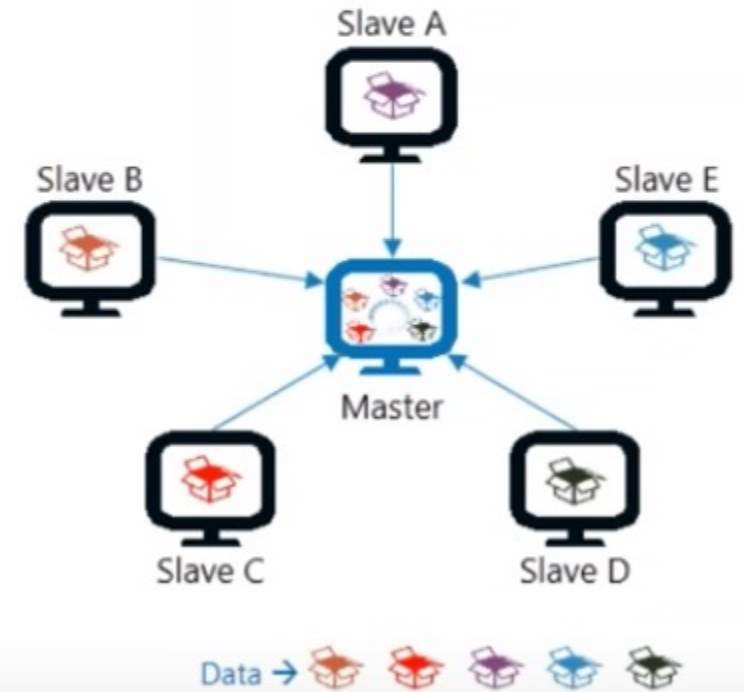 Slave A
Slave B
Slave E
Master
Slave C
Slave D
Data →